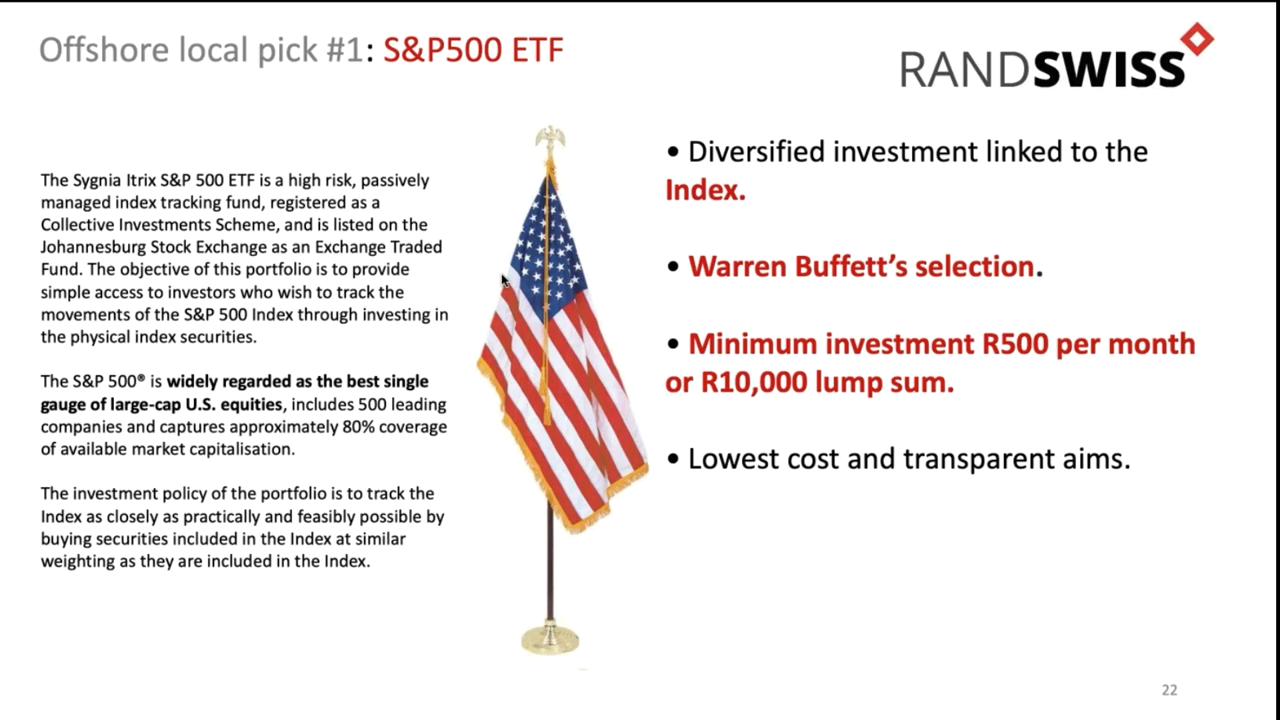 Offshore local pick #1: S&P500 ETF
RANDSWISS
The Sygnia Itrix S&P 500 ETF is a high risk, passively
managed index tracking fund, registered as a
Collective Investments Scheme, and is listed on the
Johannesburg Stock Exchange as an Exchange Traded
Fund. The objective of this portfolio is to provide
simple access to investors who wish to track the
movements of the S&P 500 Index through investing in
the physical index securities.
The S&P 500® is widely regarded as the best single
gauge of large-cap U.S. equities, includes 500 leading
companies and captures approximately 80% coverage
of available market capitalisation.
The investment policy of the portfolio is to track the
Index as closely as practically and feasibly possible by
buying securities included in the Index at similar
weighting as they are included in the Index.
• Diversified investment linked to the
Index.
• Warren Buffett’s selection.
• Minimum investment R500 per month
or R10,000 lump sum.
• Lowest cost and transparent aims.
22